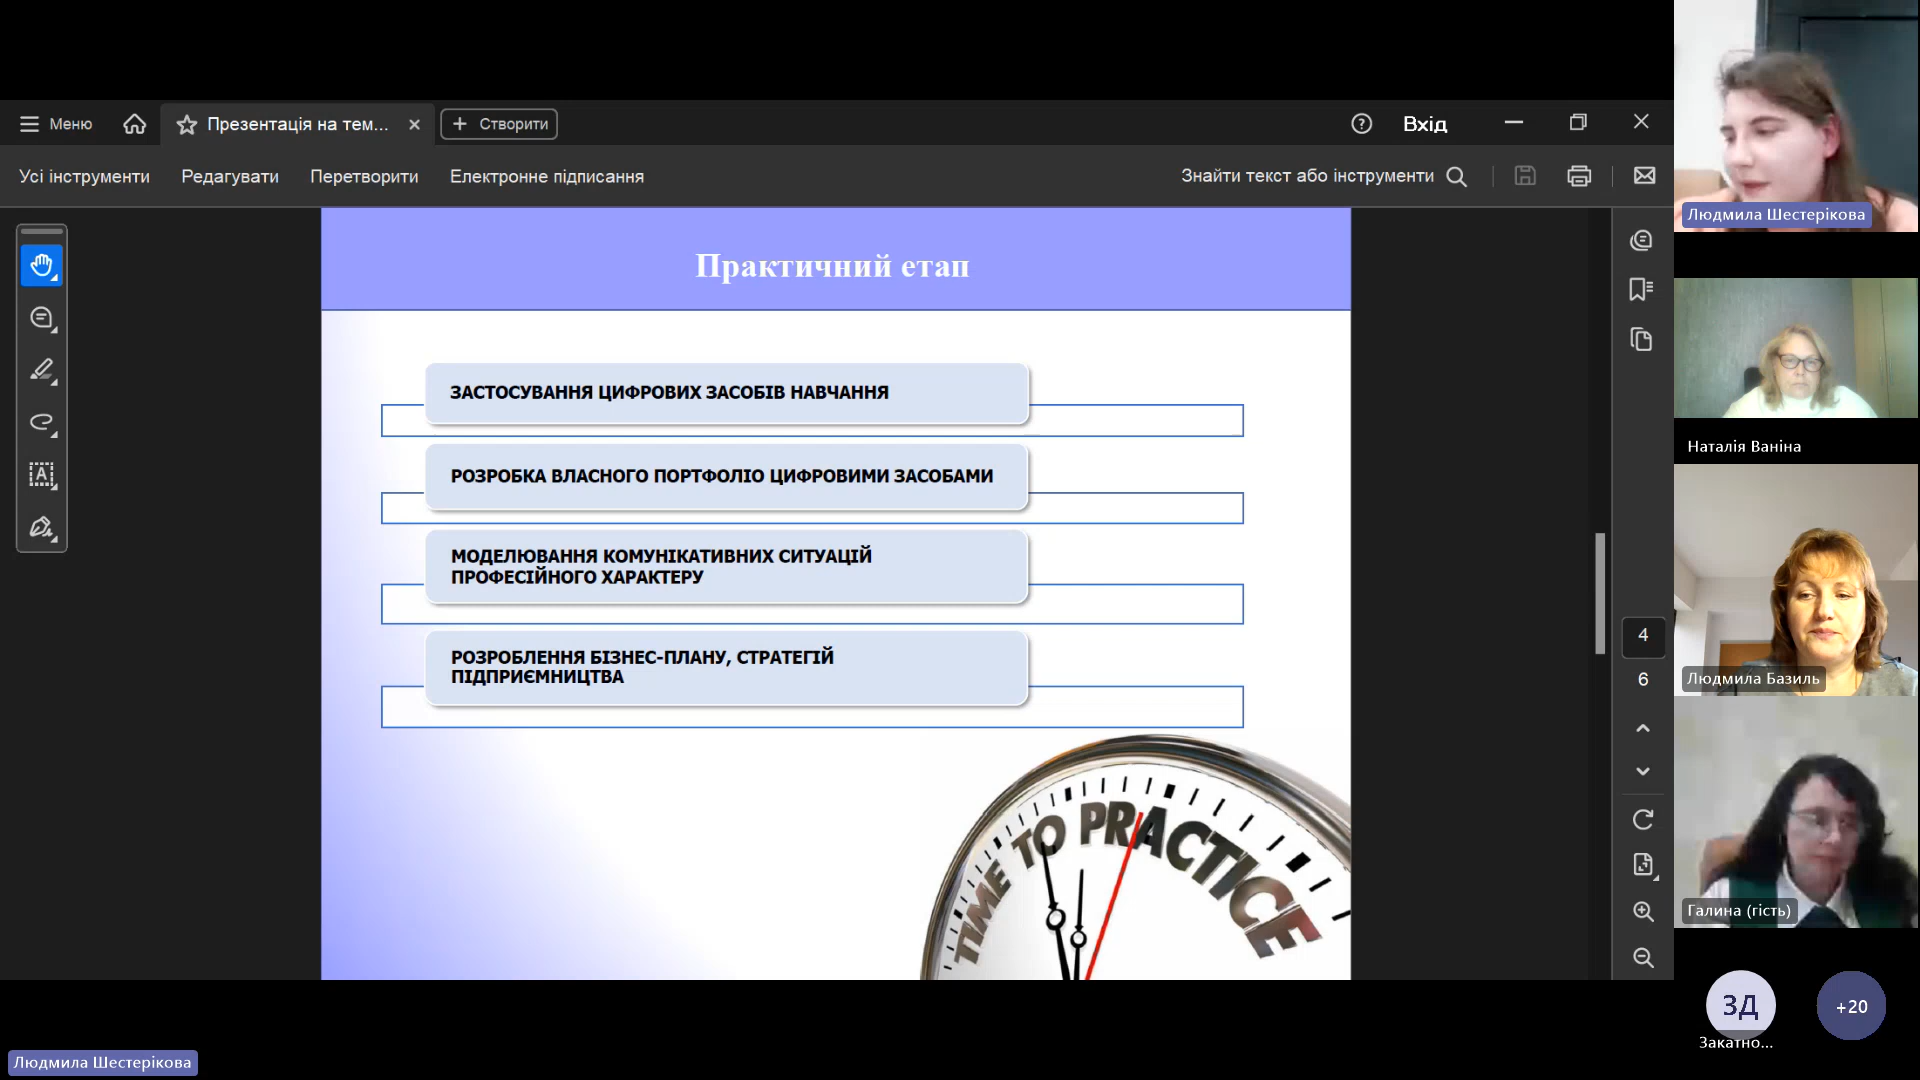 Меню
Презентація на тем...
Створити
Вхід
Усі інструменти
Редагувати
Перетворити
Електронне підписання
Знайти текст або інструменти
Практичний етап
ЗАСТОСУВАННЯ ЦИФРОВИХ ЗАСОБІВ НАВЧАННЯ
РОЗРОБКА ВЛАСНОГО ПОРТФОЛІО ЦИФРОВИМИ ЗАСОБАМИ
МОДЕЛЮВАННЯ КОМУНІКАТИВНИХ СИТУАЦІЙ
ПРОФЕСІЙНОГО ХАРАКТЕРУ
РОЗРОБЛЕННЯ БІЗНЕС-ПЛАНУ, СТРАТЕГІЙ
ПІДПРИЄМНИЦТВА
TIME TO PRACTICE
4
6
Людмила Шестерікова
Наталія Ваніна
Людмила Базиль
Галина (гість)
ЗД
Закатно...
+20
Людмила Шестерікова